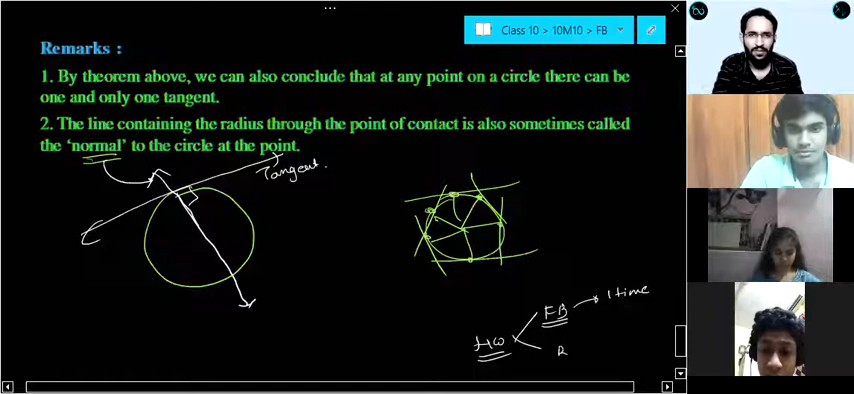 Class 10 > 10M10 > FB
Remarks :
1. By theorem above, we can also conclude that at any point on a circle there can be
one and only one tangent.
2. The line containing the radius through the point of contact is also sometimes called
the ‘normal’ to the circle at the point.
Tangent.
HW
FB
1 time
R